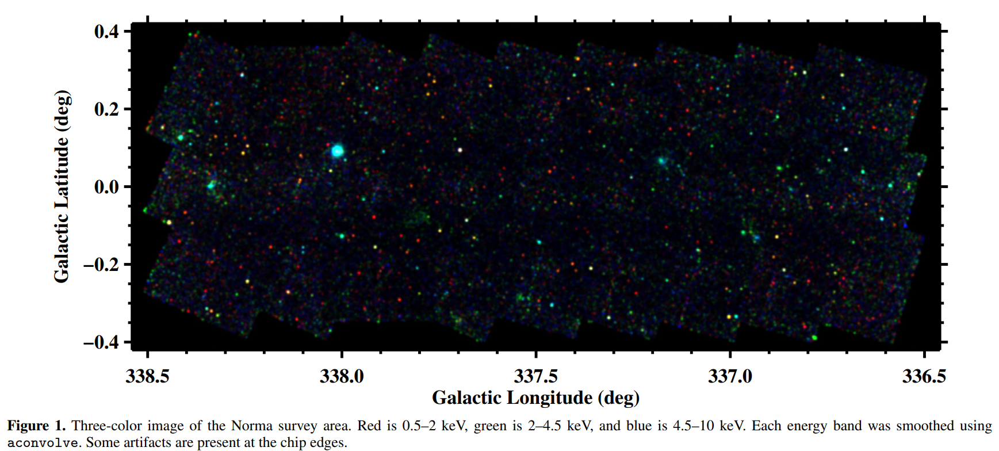 0.4
0.2
0.0
−0.2
−0.4
Galactic Latitude (deg)
338.5 338.0 337.5 337.0 336.5
Galactic Longitude (deg)
Figure 1. Three-color image of the Norma survey area. Red is 0.5–2 keV, green is 2–4.5 keV, and blue is 4.5–10 keV. Each energy band was smoothed using
aconvolve. Some artifacts are present at the chip edges.